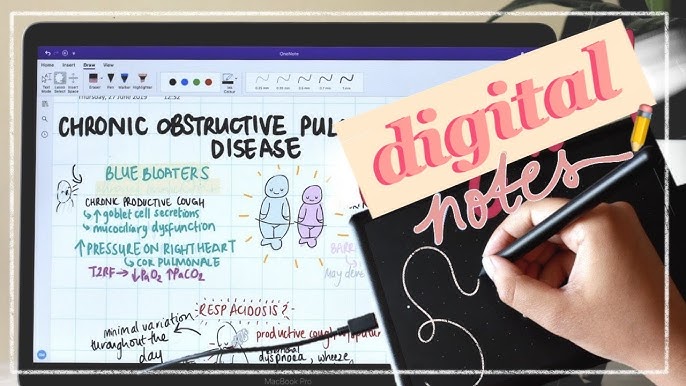 OneNote
Home Insert Draw View
Text Mode
Lasso Select
Insert Space
Eraser
Pen
Marker
Highlighter
0.25 mm
0.35 mm
0.5 mm
0.7 mm
1 mm
Ink Colour
Thursday, 27 June 2019 12:52
CHRONIC OBSTRUCTIVE PUL
DISEASE
BLUE BLOATERS
CHRONIC PRODUCTIVE COUGH
↳ ↑ goblet cell secretions
↳ mucociliary dysfunction
↑ PRESSURE ON RIGHT HEART
↳ COR PULMONALE
T2RF → ↓PaO2 ↑PaCO2
BARR
May deve
RESP ACIDOSIS?
minimal variation
throughout the
day
productive cough
dyspnoea, wheeze
digital
notes
MacBook Pro